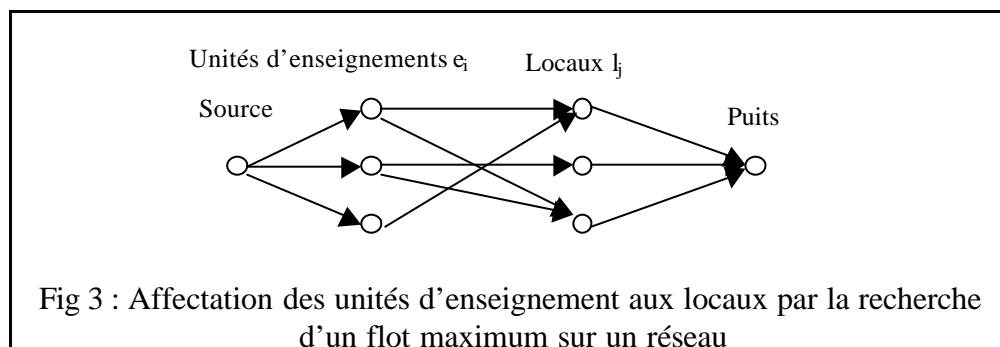 Unités d'enseignements ei
Locaux lj
Source
Puits
Fig 3 : Affectation des unités d'enseignement aux locaux par la recherche
d'un flot maximum sur un réseau